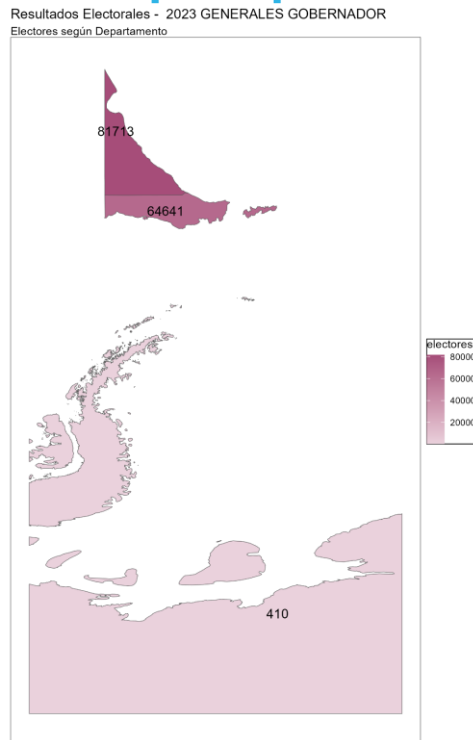 Resultados Electorales -  2023 GENERALES GOBERNADOR
Electores según Departamento
81713
64641
electores
80000
60000
40000
20000
410